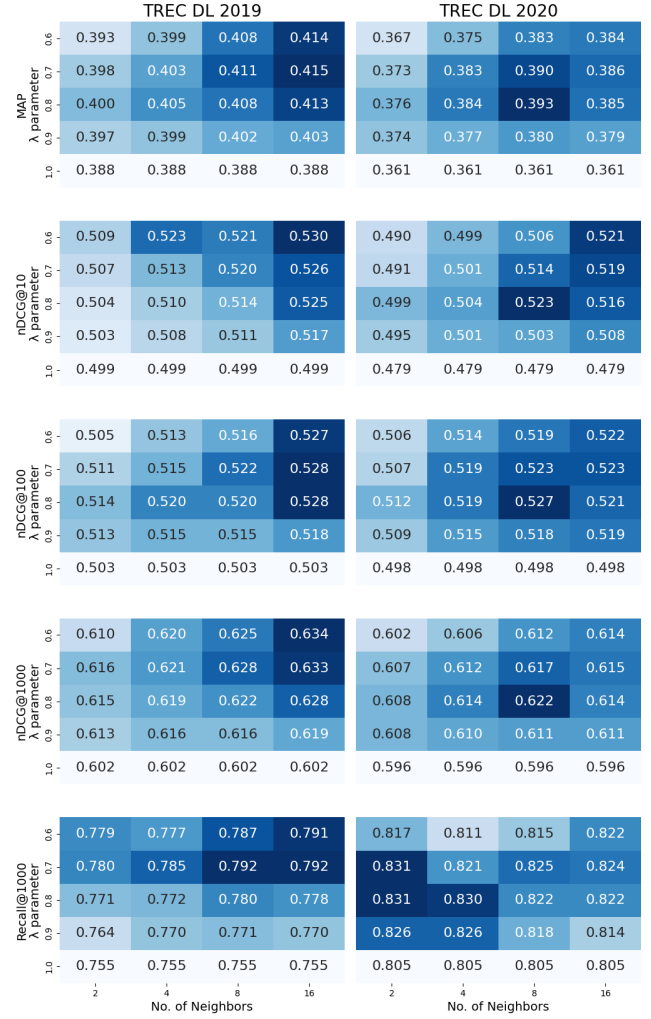 TREC DL 2019 TREC DL 2020
MAP
λ parameter
0.6 0.393 0.399 0.408 0.414 0.367 0.375 0.383 0.384
0.7 0.398 0.403 0.411 0.415 0.373 0.383 0.390 0.386
0.8 0.400 0.405 0.408 0.413 0.376 0.384 0.393 0.385
0.9 0.397 0.399 0.402 0.403 0.374 0.377 0.380 0.379
1.0 0.388 0.388 0.388 0.388 0.361 0.361 0.361 0.361
nDCG@10
λ parameter
0.6 0.509 0.523 0.521 0.530 0.490 0.499 0.506 0.521
0.7 0.507 0.513 0.520 0.526 0.491 0.501 0.514 0.519
0.8 0.504 0.510 0.514 0.525 0.499 0.504 0.523 0.516
0.9 0.503 0.508 0.511 0.517 0.495 0.501 0.503 0.508
1.0 0.499 0.499 0.499 0.499 0.479 0.479 0.479 0.479
nDCG@100
λ parameter
0.6 0.505 0.513 0.516 0.527 0.506 0.514 0.519 0.522
0.7 0.511 0.515 0.522 0.528 0.507 0.519 0.523 0.523
0.8 0.514 0.520 0.520 0.528 0.512 0.519 0.527 0.521
0.9 0.513 0.515 0.515 0.518 0.509 0.515 0.518 0.519
1.0 0.503 0.503 0.503 0.503 0.498 0.498 0.498 0.498
nDCG@1000
λ parameter
0.6 0.610 0.620 0.625 0.634 0.602 0.606 0.612 0.614
0.7 0.616 0.621 0.628 0.633 0.607 0.612 0.617 0.615
0.8 0.615 0.619 0.622 0.628 0.608 0.614 0.622 0.614
0.9 0.613 0.616 0.616 0.619 0.608 0.610 0.611 0.611
1.0 0.602 0.602 0.602 0.602 0.596 0.596 0.596 0.596
Recall@1000
λ parameter
0.6 0.779 0.777 0.787 0.791 0.817 0.811 0.815 0.822
0.7 0.780 0.785 0.792 0.792 0.831 0.821 0.825 0.824
0.8 0.771 0.772 0.780 0.778 0.831 0.830 0.822 0.822
0.9 0.764 0.770 0.771 0.770 0.826 0.826 0.818 0.814
1.0 0.755 0.755 0.755 0.755 0.805 0.805 0.805 0.805
2 4 8 16 2 4 8 16
No. of Neighbors No. of Neighbors